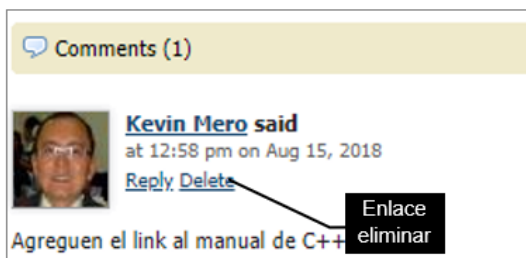 Comments (1)
Kevin Mero said
at 12:58 pm on Aug 15, 2018
Reply Delete
Enlace
eliminar
Agreguen el link al manual de C++